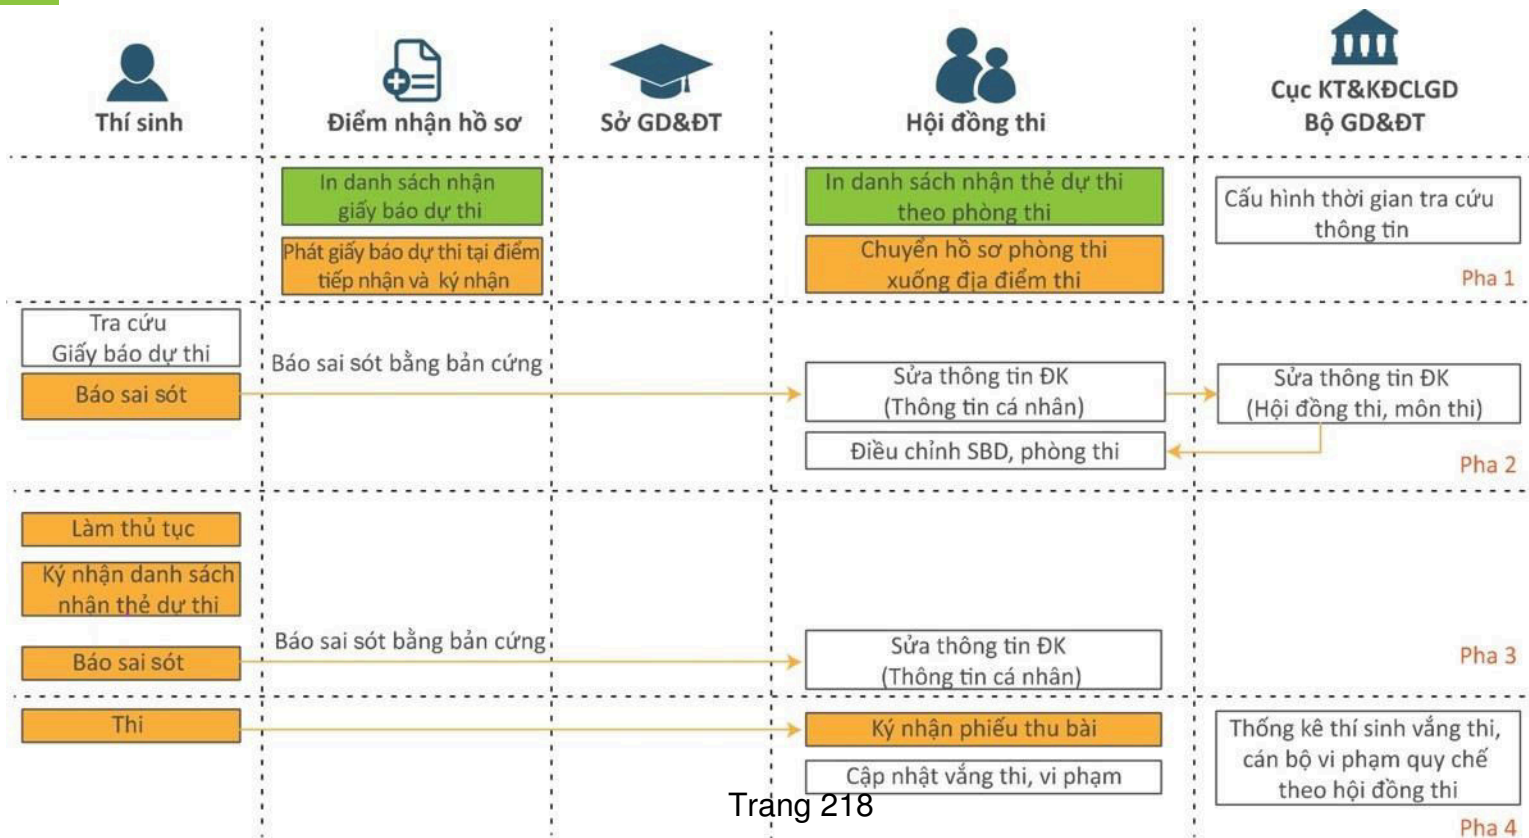 Thí sinh
Điểm nhận hồ sơ
Sở GD&ĐT
Hội đồng thi
Cục KT&KĐCLGD
Bộ GD&ĐT
In danh sách nhận
giấy báo dự thi
In danh sách nhận thẻ dự thi
theo phòng thi
Cấu hình thời gian tra cứu
thông tin
Phát giấy báo dự thi tại điểm
tiếp nhận và ký nhận
Chuyển hồ sơ phòng thi
xuống địa điểm thi
Pha 1
Tra cứu
Giấy báo dự thi
Báo sai sót
Báo sai sót bằng bản cứng
Sửa thông tin ĐK
(Thông tin cá nhân)
Sửa thông tin ĐK
(Hội đồng thi, môn thi)
Điều chỉnh SBD, phòng thi
Pha 2
Làm thủ tục
Ký nhận danh sách
nhận thẻ dự thi
Báo sai sót
Báo sai sót bằng bản cứng
Sửa thông tin ĐK
(Thông tin cá nhân)
Pha 3
Thi
Ký nhận phiếu thu bài
Cập nhật vắng thi, vi phạm
Thống kê thí sinh vắng thi,
cán bộ vi phạm quy chế
theo hội đồng thi
Trang 218
Pha 4